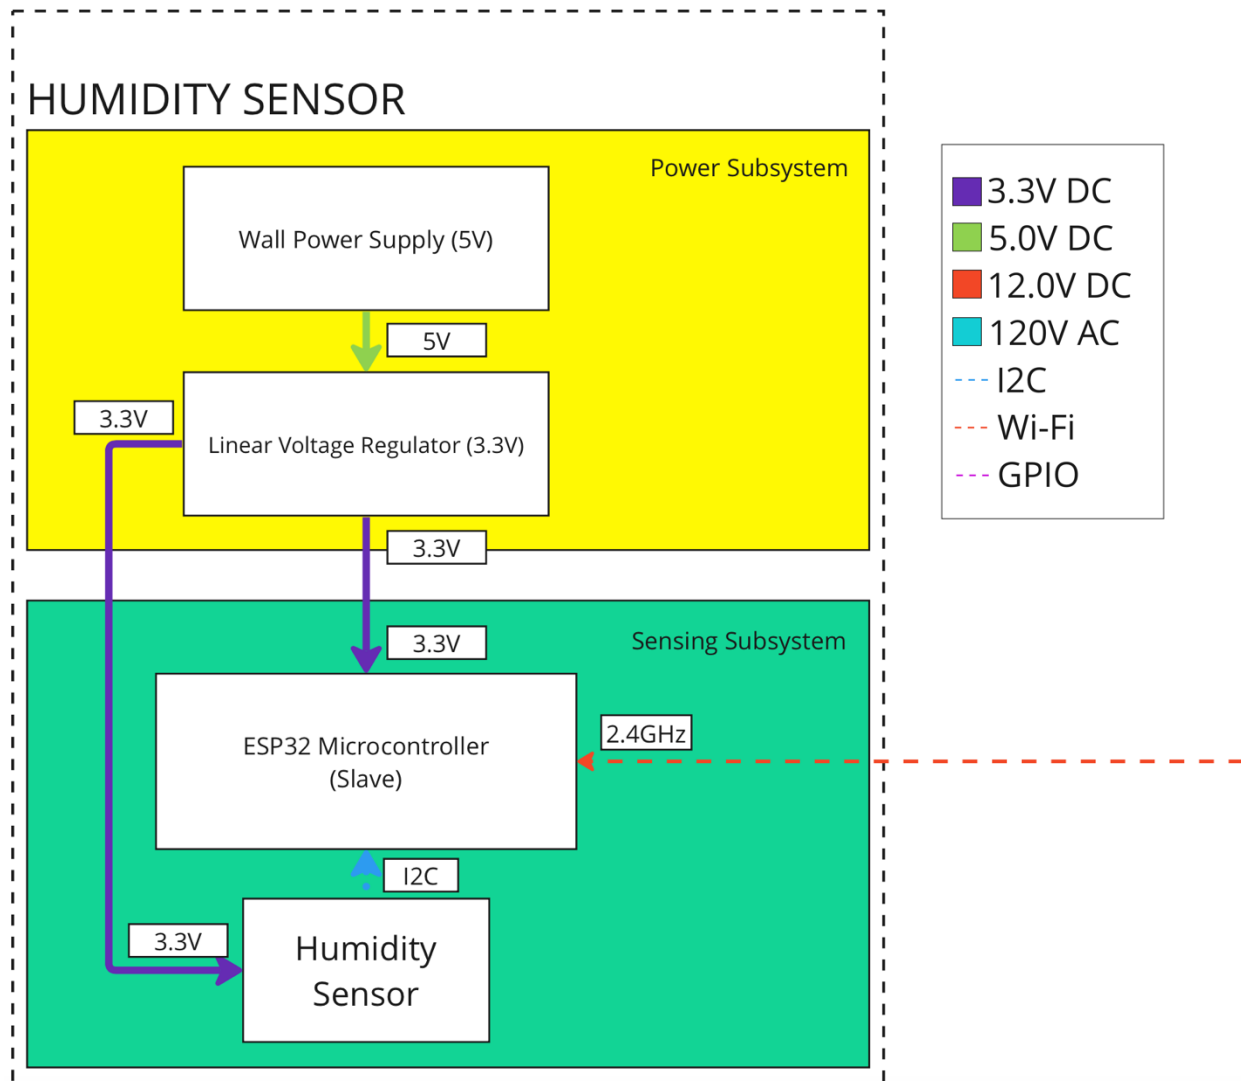 HUMIDITY SENSOR
Power Subsystem
Wall Power Supply (5V)
5V
3.3V
Linear Voltage Regulator (3.3V)
3.3V
3.3V
Sensing Subsystem
2.4GHz
ESP32 Microcontroller
(Slave)
I2C
3.3V
Humidity
Sensor
3.3V DC
5.0V DC
12.0V DC
120V AC
I2C
Wi-Fi
GPIO